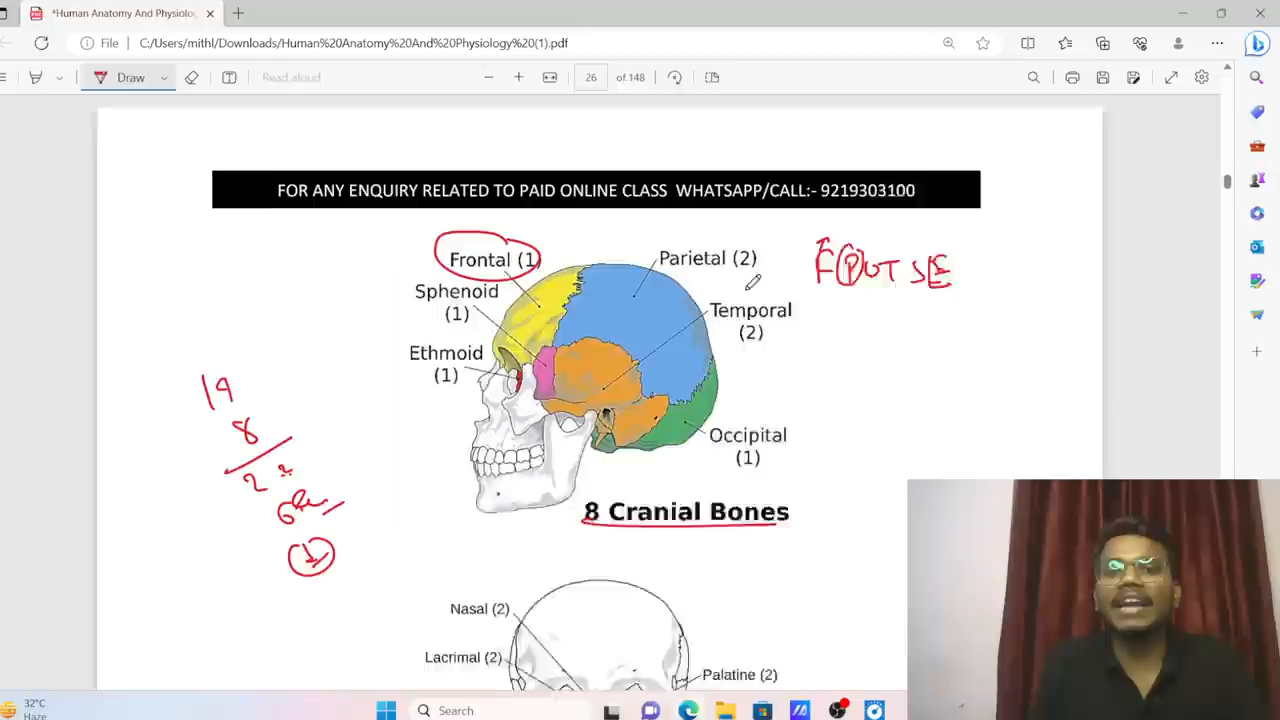 *Human Anatomy And Physiolog
File
C:/Users/mithl/Downloads/Human%20Anatomy%20And%20Physiology%20(1).pdf
Draw
Read aloud
26 of 148
FOR ANY ENQUIRY RELATED TO PAID ONLINE CLASS WHATSAPP/CALL:- 9219303100
Frontal (1)
Parietal (2)
FPOT SE
Sphenoid
(1)
Temporal
(2)
Ethmoid
(1)
19
8
2
Occipital
(1)
8 Cranial Bones
Nasal (2)
Lacrimal (2)
Palatine (2)
32°C
Haze
Search